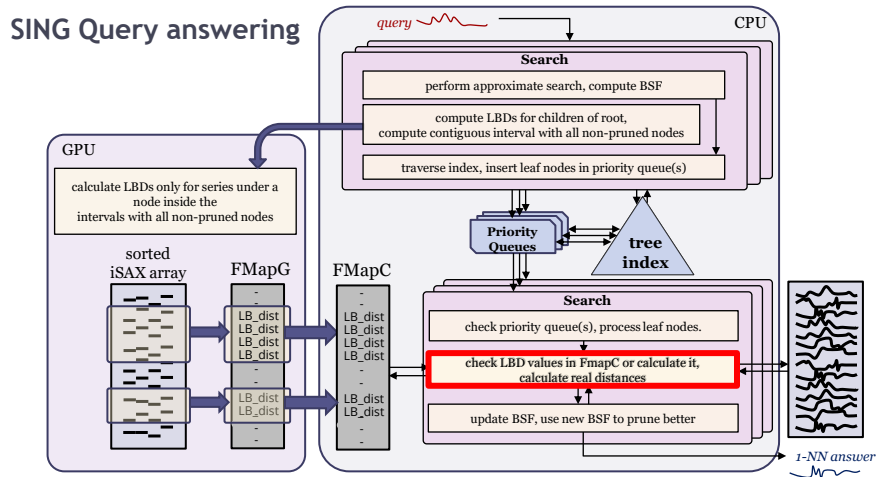 SING Query answering
query
CPU
Search
perform approximate search, compute BSF
compute LBDs for children of root,
compute contiguous interval with all non-pruned nodes
traverse index, insert leaf nodes in priority queue(s)
GPU
calculate LBDs only for series under a
node inside the
intervals with all non-pruned nodes
Priority
Queues
tree
index
sorted
iSAX array
FMapG
FMapC
-
-
LB_dist
LB_dist
LB_dist
LB_dist
-
-
LB_dist
LB_dist
-
-
-
-
LB_dist
LB_dist
LB_dist
LB_dist
-
-
LB_dist
LB_dist
-
-
Search
check priority queue(s), process leaf nodes.
check LBD values in FmapC or calculate it,
calculate real distances
update BSF, use new BSF to prune better
1-NN answer